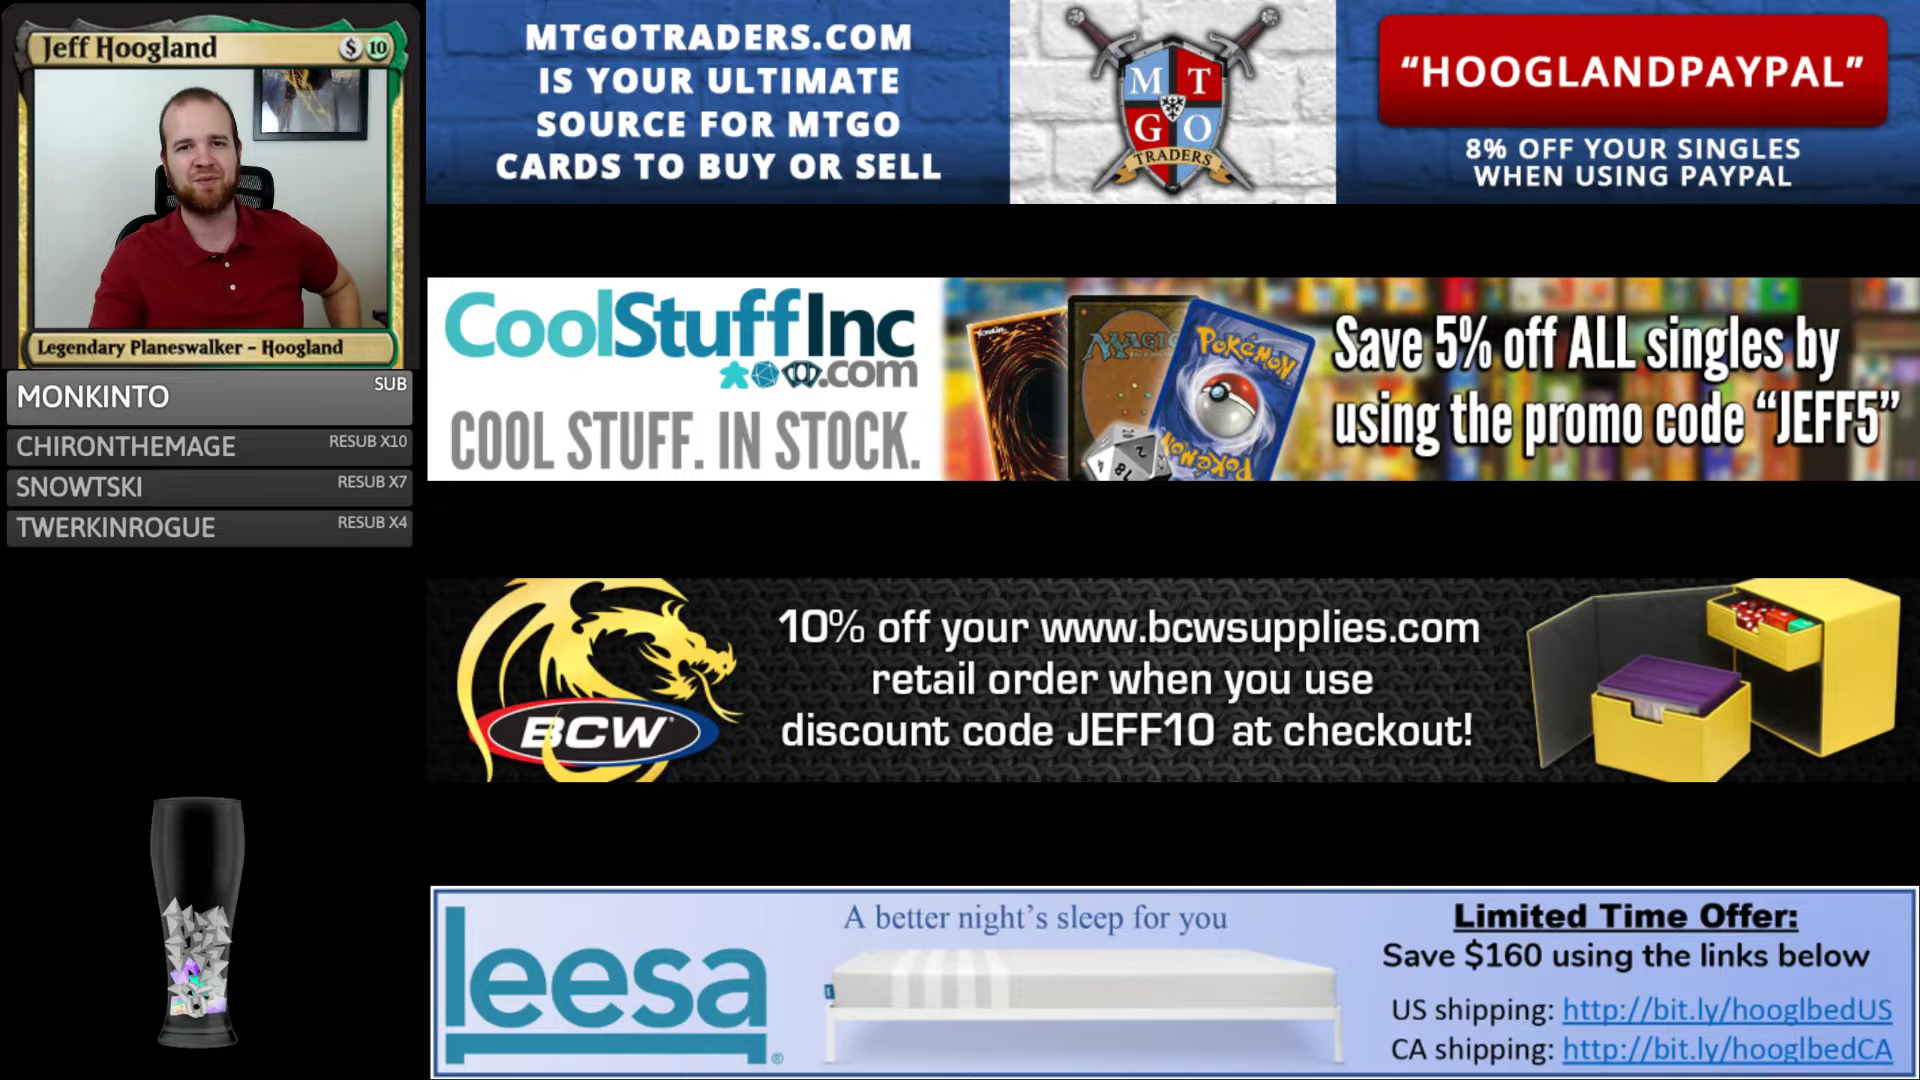 Jeff Hoogland
$ 10
Legendary Planeswalker – Hoogland
MONKINTO SUB
CHIRONTHEMAGE RESUB X10
SNOWTSKI RESUB X7
TWERKINROGUE RESUB X4
MTGOTRADERS.COM
IS YOUR ULTIMATE
SOURCE FOR MTGO
CARDS TO BUY OR SELL
M T
G O
TRADERS
“HOOGLANDPAYPAL”
8% OFF YOUR SINGLES
WHEN USING PAYPAL
CoolStuffInc
.com
COOL STUFF. IN STOCK.
MAGIC
POKéMON
POKéMON
Save 5% off ALL singles by
using the promo code “JEFF5”
BCW
10% off your www.bcwsupplies.com
retail order when you use
discount code JEFF10 at checkout!
leesa®
A better night’s sleep for you
Limited Time Offer:
Save $160 using the links below
US shipping: http://bit.ly/hooglbedUS
CA shipping: http://bit.ly/hooglbedCA